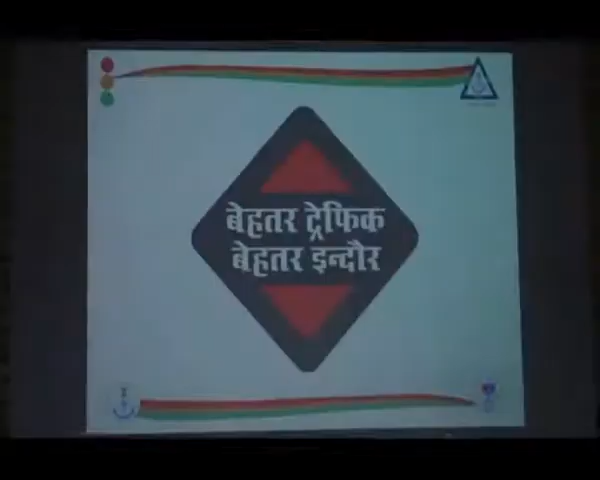 बेहतर ट्रेफिक
बेहतर इन्दौर